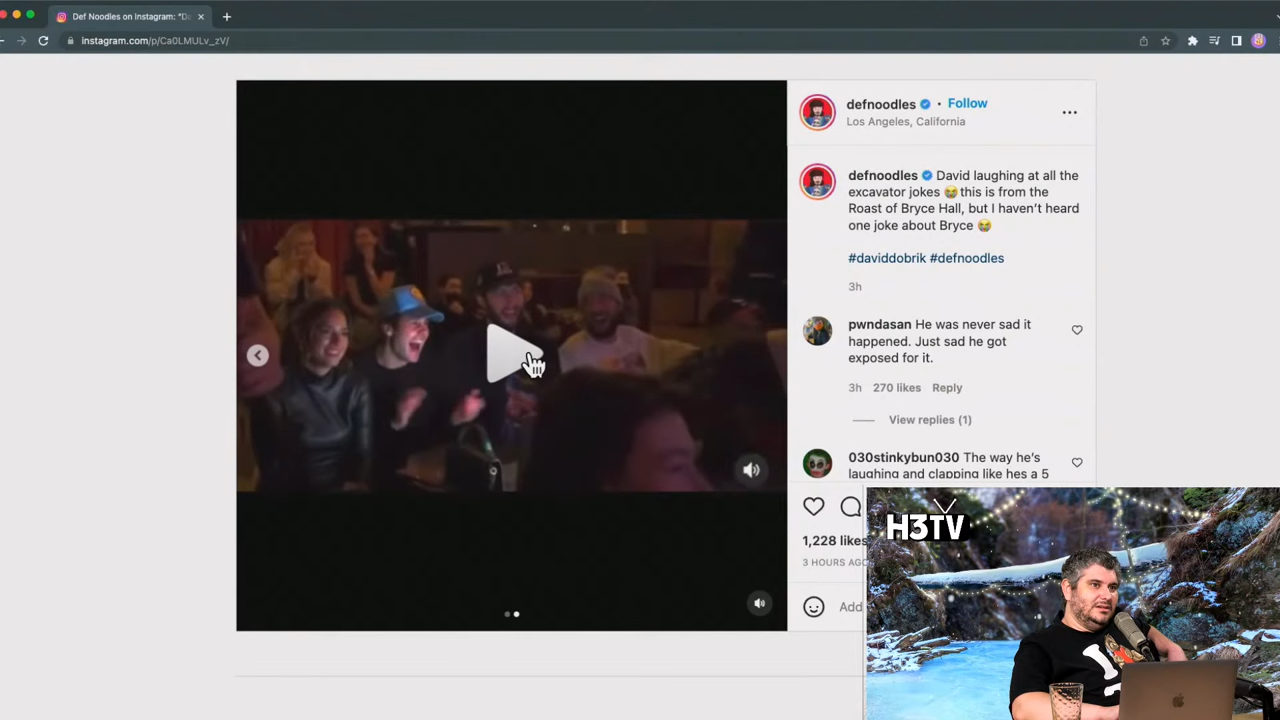 Def Noodles on Instagram: "Da
instagram.com/p/Ca0LMULv_zV/
defnoodles • Follow
Los Angeles, California
defnoodles David laughing at all the
excavator jokes 😭 this is from the
Roast of Bryce Hall, but I haven't heard
one joke about Bryce 😭
#daviddobrik #defnoodles
3h
pwndasan He was never sad it
happened. Just sad he got
exposed for it.
3h 270 likes Reply
View replies (1)
030stinkybun030 The way he's
laughing and clapping like hes a 5
1,228 likes
3 HOURS AGO
Add
H3TV
I